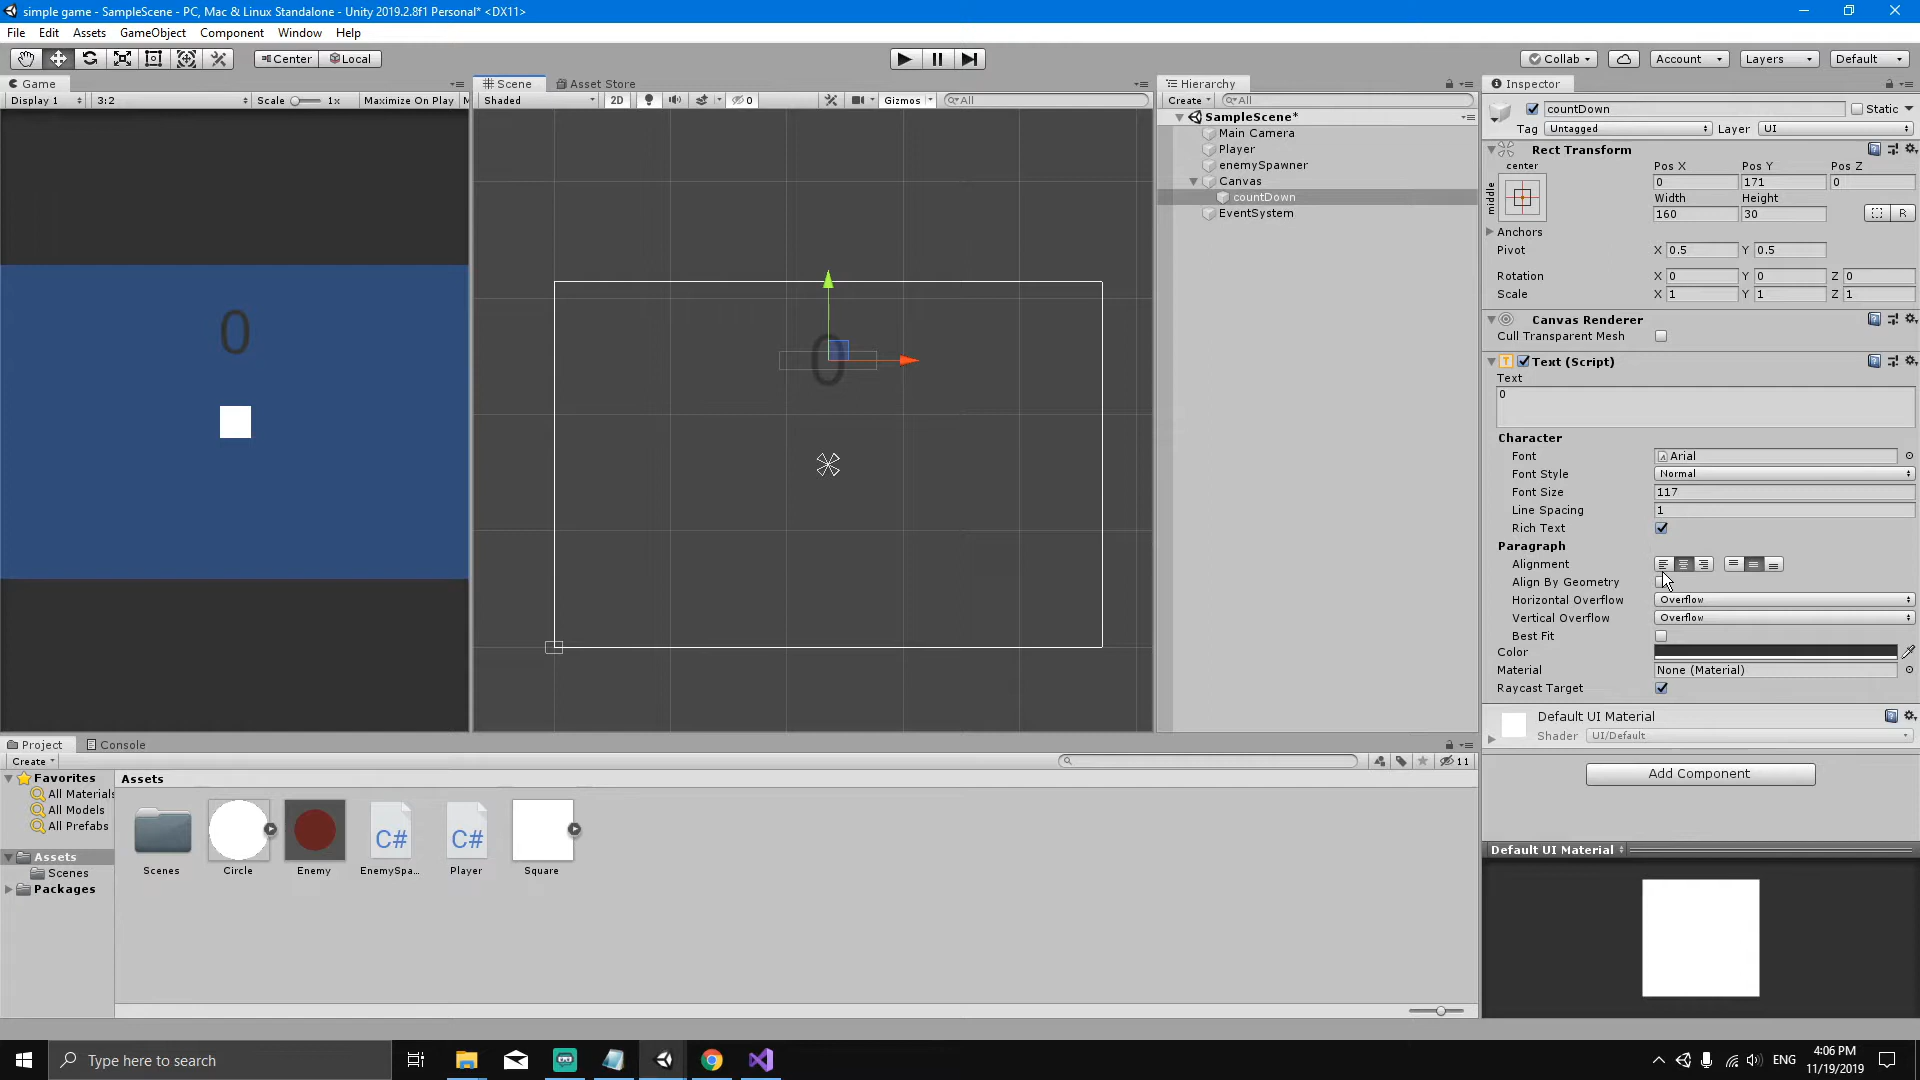 simple game - SampleScene - PC, Mac & Linux Standalone - Unity 2019.2.8f1 Personal* <DX11>
File Edit Assets GameObject Component Window Help
Center Local Collab Account Layers Default
Game
Display 1 3:2 Scale 1x Maximize On Play M
Scene Asset Store
Shaded 2D 0 Gizmos All
Hierarchy
Create All
SampleScene*
Main Camera
Player
enemySpawner
Canvas
countDown
EventSystem
0
0
Inspector
countDown Static
Tag Untagged Layer UI
Rect Transform
center
middle
Pos X Pos Y Pos Z
0 171 0
Width Height
160 30
R
Anchors
Pivot X 0.5 Y 0.5
Rotation X 0 Y 0 Z 0
Scale X 1 Y 1 Z 1
Canvas Renderer
Cull Transparent Mesh
Text (Script)
Text
0
Character
Font Arial
Font Style Normal
Font Size 117
Line Spacing 1
Rich Text
Paragraph
Alignment
Align By Geometry
Horizontal Overflow Overflow
Vertical Overflow Overflow
Best Fit
Color
Material None (Material)
Raycast Target
Default UI Material
Shader UI/Default
Add Component
Default UI Material
Project Console
Create 11
Favorites
All Materials
All Models
All Prefabs
Assets
Scenes
Packages
Assets
Scenes Circle Enemy EnemySpa... Player Square
C# C#
Type here to search
ENG
4:06 PM
11/19/2019